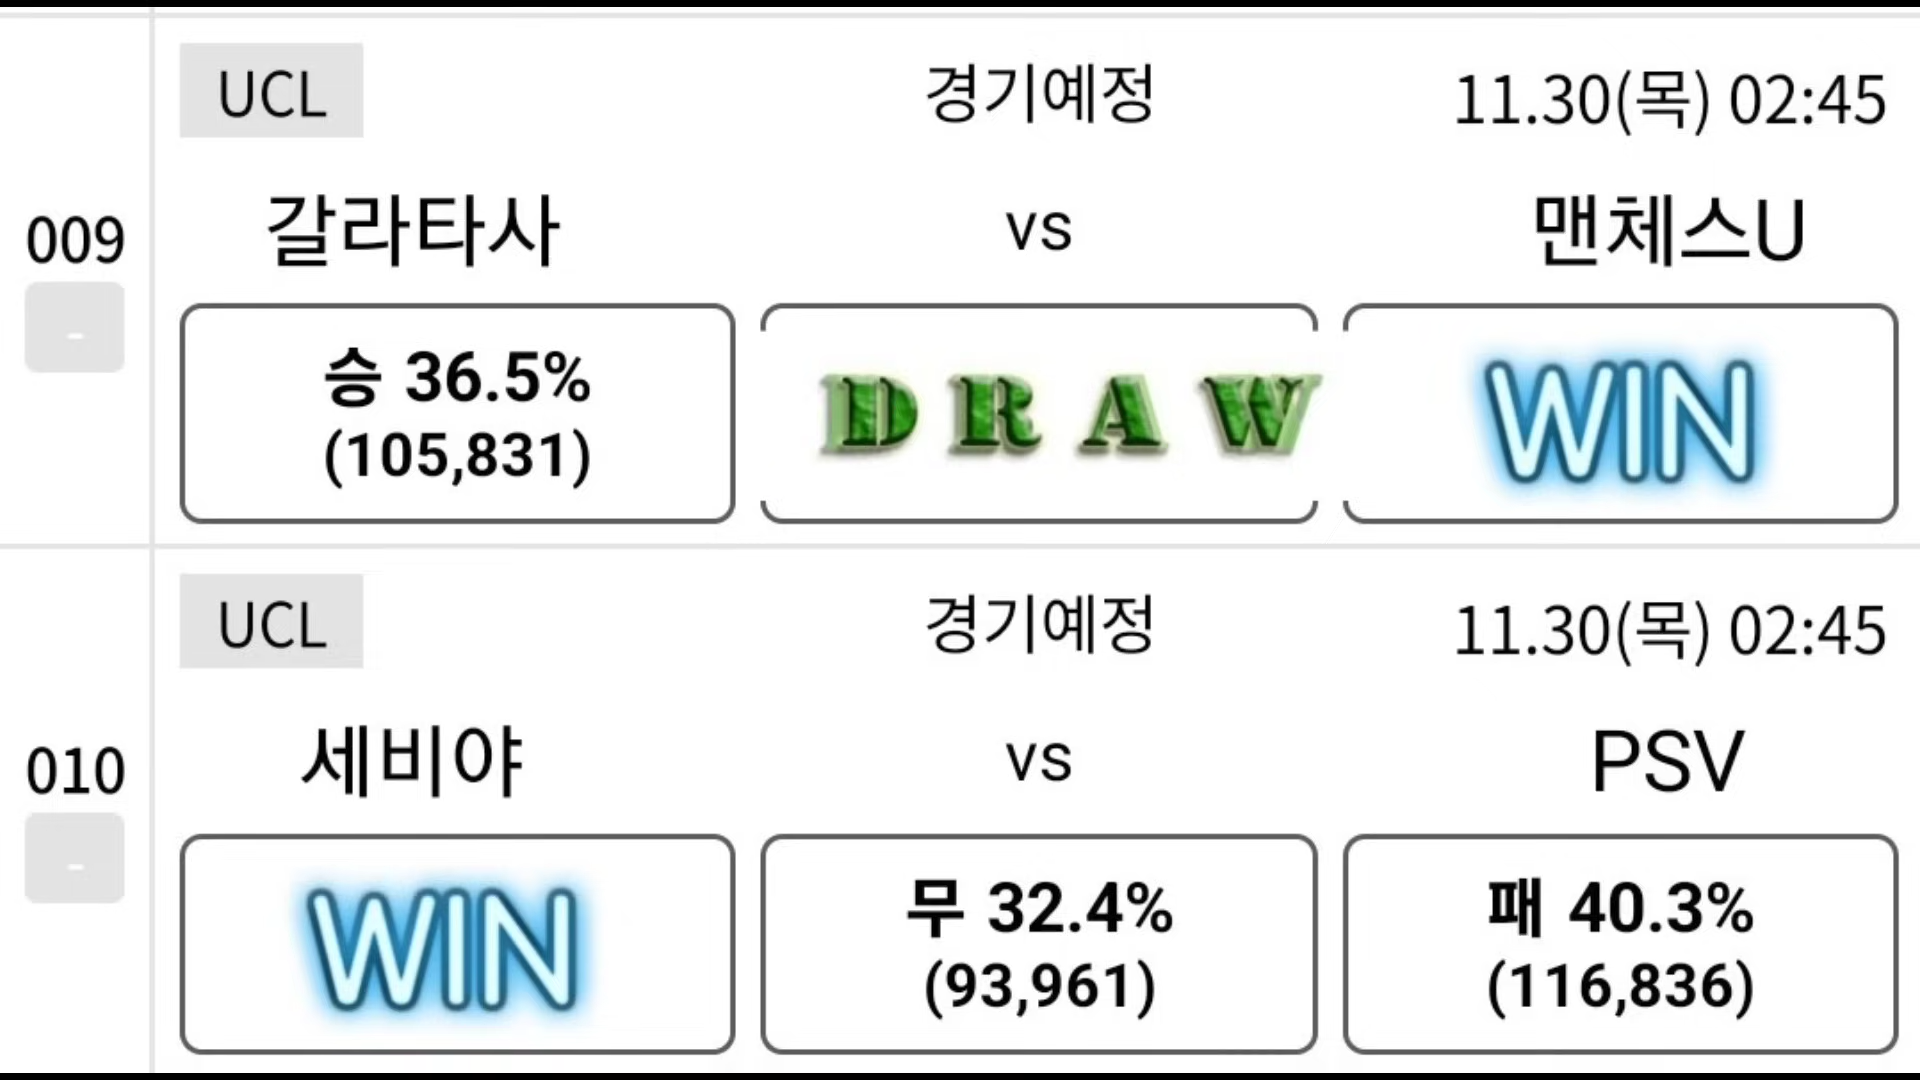 UCL 경기예정 11.30(목) 02:45
009
-
갈라타사 vs 맨체스U
승 36.5%
(105,831)
DRAW
WIN
UCL 경기예정 11.30(목) 02:45
010
-
세비야 vs PSV
WIN
무 32.4%
(93,961)
패 40.3%
(116,836)